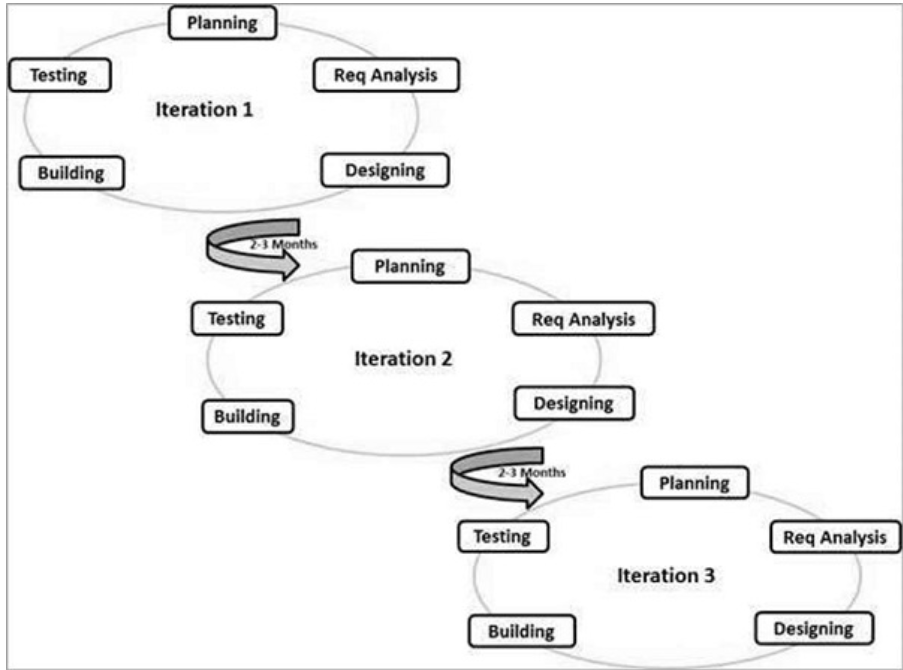 Planning
Testing
Req Analysis
Iteration 1
Building
Designing
2-3 Months
Planning
Testing
Req Analysis
Iteration 2
Building
Designing
2-3 Months
Planning
Testing
Req Analysis
Iteration 3
Building
Designing